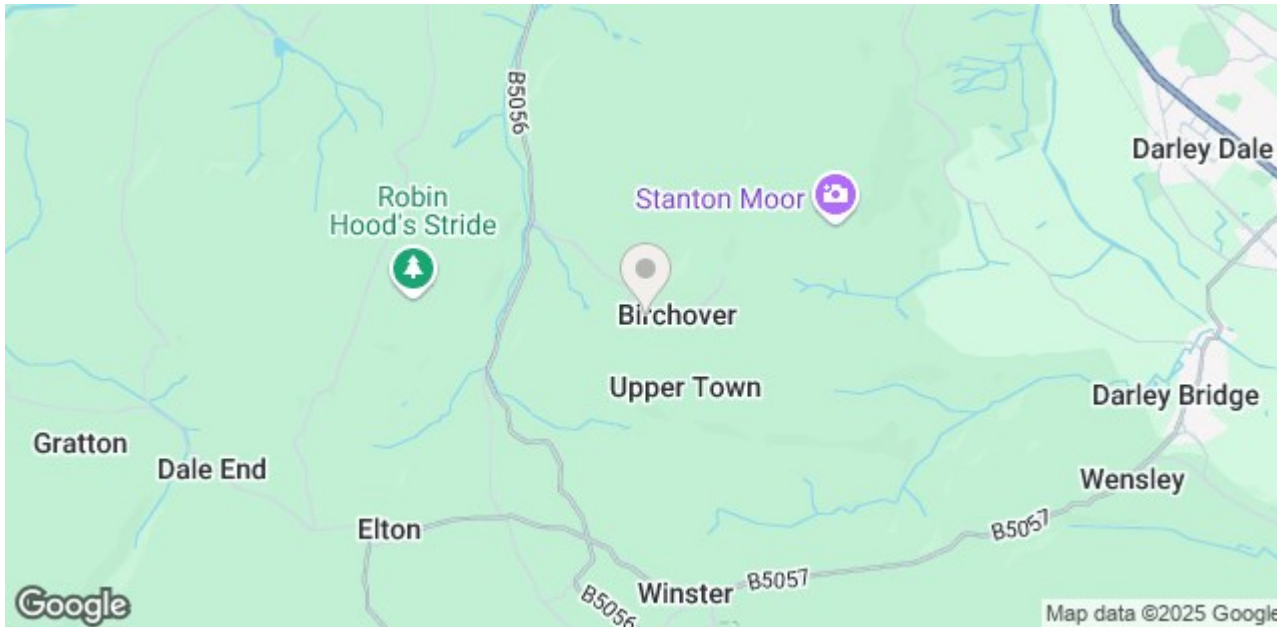 B5056
Darley Dale
Stanton Moor
Robin
Hood's Stride
Birchover
Upper Town
Darley Bridge
Gratton
Dale End
Wensley
Elton
B5057
B5057
Winster
B5056
Google
Map data ©2025 Google